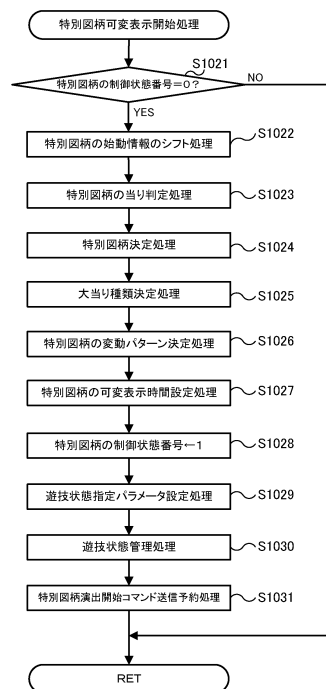 特別図柄可変表示開始処理
S1021
特別図柄の制御状態番号=0?
NO
YES
特別図柄の始動情報のシフト処理
S1022
特別図柄の当り判定処理
S1023
特別図柄決定処理
S1024
大当り種類決定処理
S1025
特別図柄の変動パターン決定処理
S1026
特別図柄の可変表示時間設定処理
S1027
特別図柄の制御状態番号←1
S1028
遊技状態指定パラメータ設定処理
S1029
遊技状態管理処理
S1030
特別図柄演出開始コマンド送信予約処理
S1031
RET